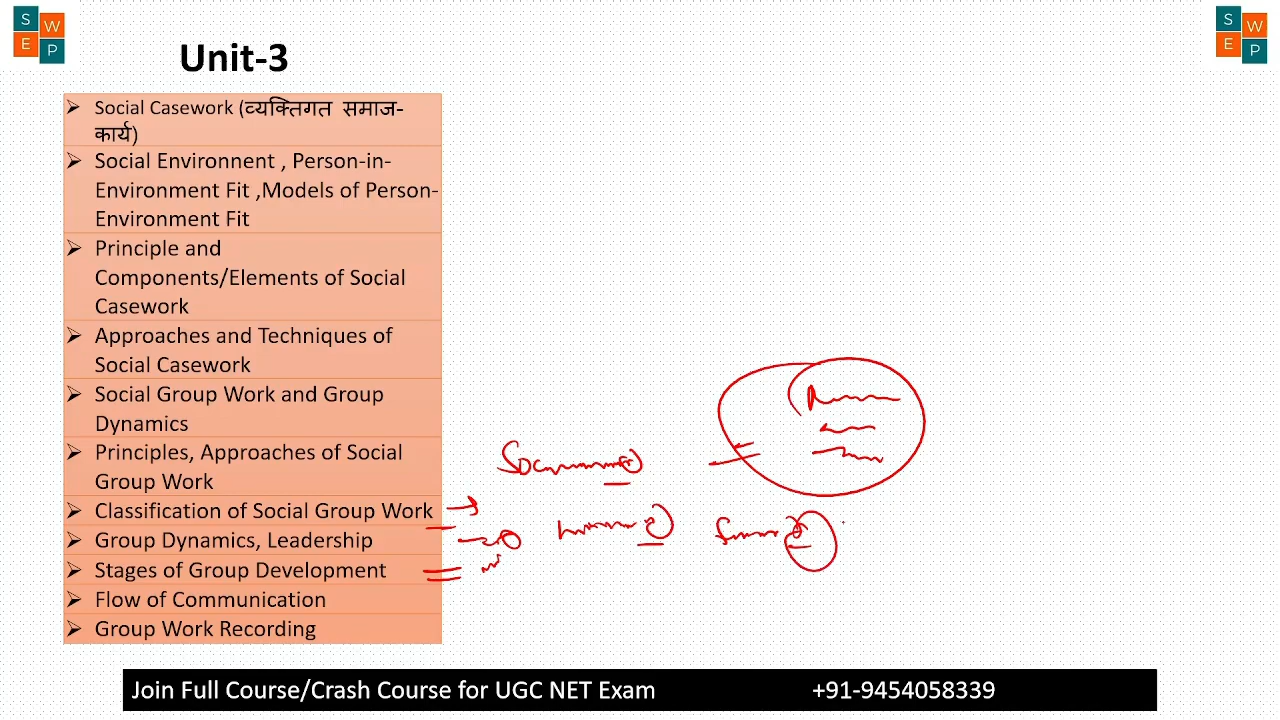 S W
E P
S W
E P
Unit-3
Social Casework (व्यक्तिगत समाज-
कार्य)
Social Environnent , Person-in-
Environment Fit ,Models of Person-
Environment Fit
Principle and
Components/Elements of Social
Casework
Approaches and Techniques of
Social Casework
Social Group Work and Group
Dynamics
Principles, Approaches of Social
Group Work
Classification of Social Group Work
Group Dynamics, Leadership
Stages of Group Development
Flow of Communication
Group Work Recording
Join Full Course/Crash Course for UGC NET Exam +91-9454058339